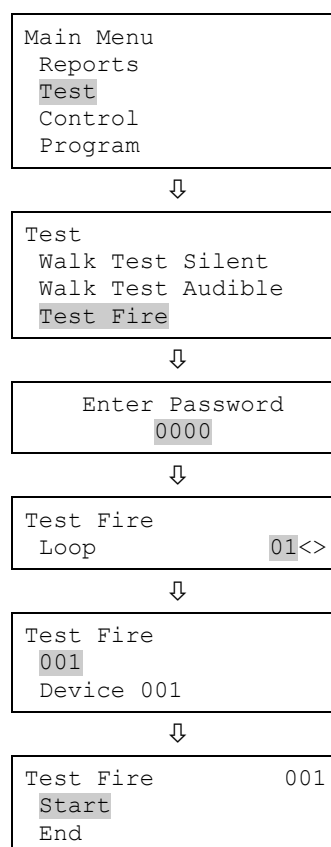 Main Menu
Reports
Test
Control
Program
⇩
Test
Walk Test Silent
Walk Test Audible
Test Fire
⇩
Enter Password
0000
⇩
Test Fire
Loop 01<>
⇩
Test Fire
001
Device 001
⇩
Test Fire 001
Start
End